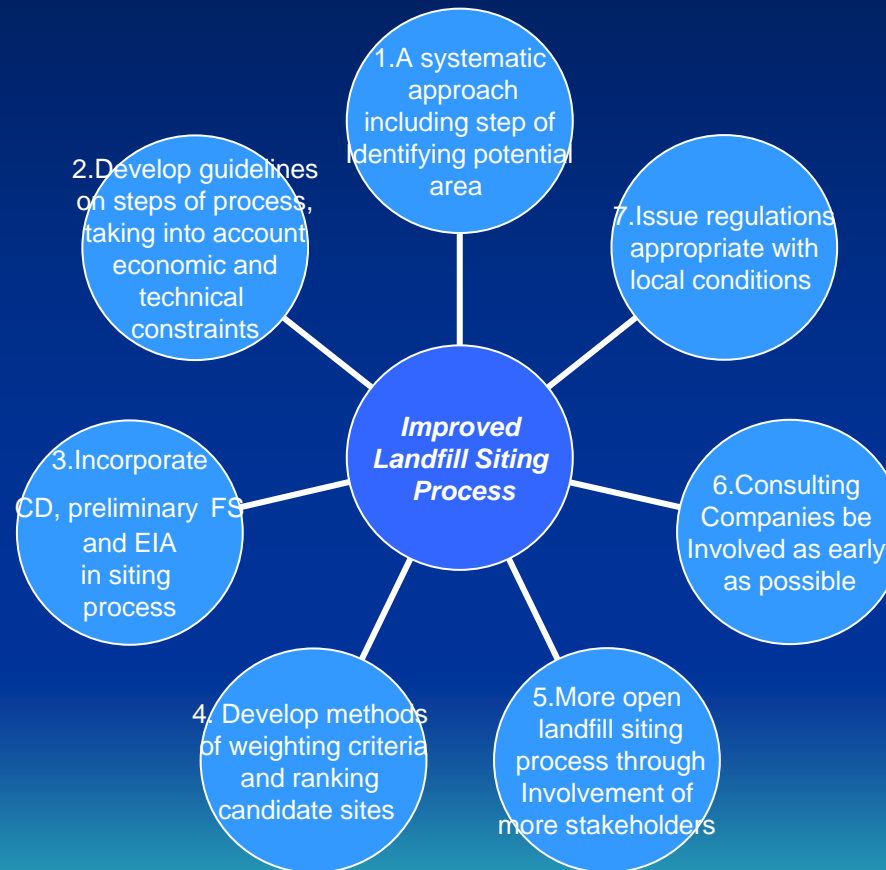 1.A systematic
approach
including step of
Identifying potential
area
2.Develop guidelines
on steps of process,
taking into account
economic and
technical
constraints
3.Incorporate
CD, preliminary FS
and EIA
in siting
process
4. Develop methods
of weighting criteria
and ranking
candidate sites
5.More open
landfill siting
process through
Involvement of
more stakeholders
6.Consulting
Companies be
Involved as early
as possible
7.Issue regulations
appropriate with
local conditions
Improved
Landfill Siting
Process